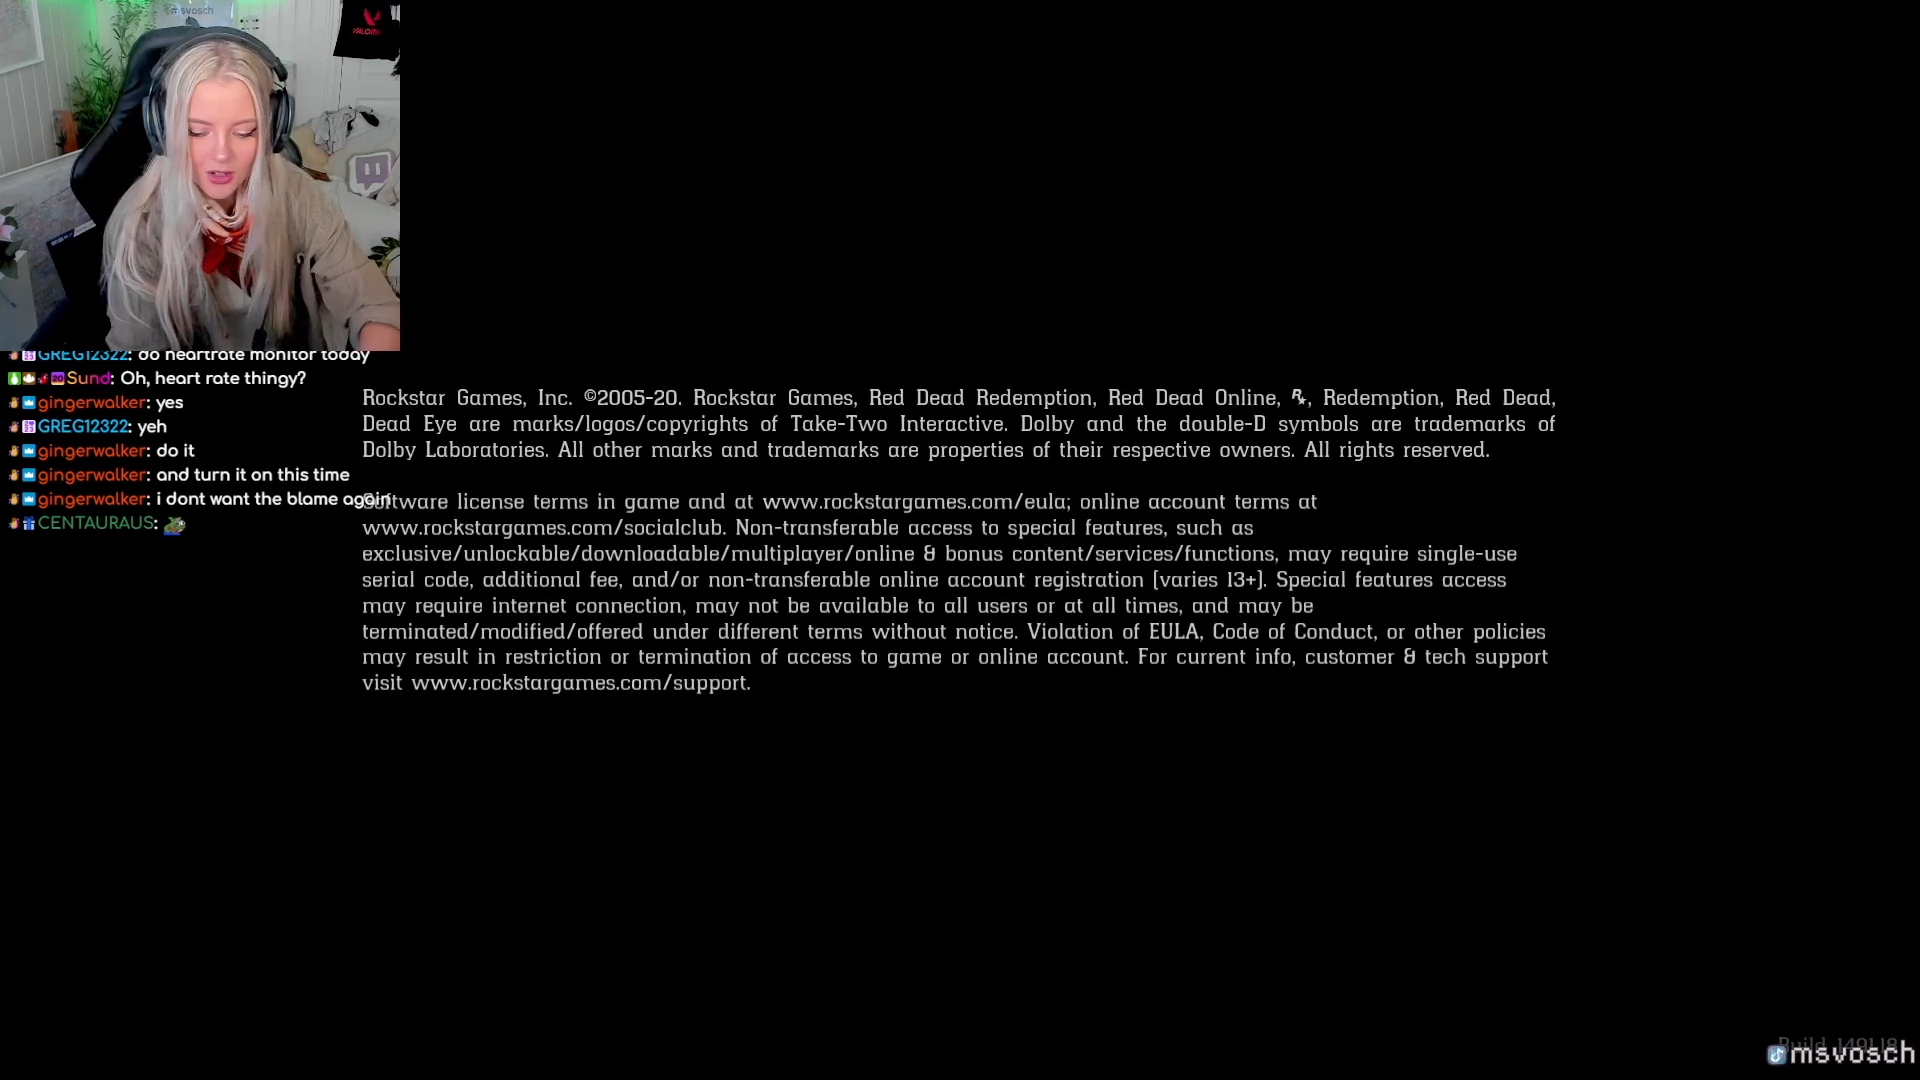 svosch
VALOR
GREG12322: do heartrate monitor today
Sund: Oh, heart rate thingy?
gingerwalker: yes
GREG12322: yeh
gingerwalker: do it
gingerwalker: and turn it on this time
gingerwalker: i dont want the blame again
CENTAURAUS:
Rockstar Games, Inc. ©2005-20. Rockstar Games, Red Dead Redemption, Red Dead Online, R★, Redemption, Red Dead,
Dead Eye are marks/logos/copyrights of Take-Two Interactive. Dolby and the double-D symbols are trademarks of
Dolby Laboratories. All other marks and trademarks are properties of their respective owners. All rights reserved.
Software license terms in game and at www.rockstargames.com/eula; online account terms at
www.rockstargames.com/socialclub. Non-transferable access to special features, such as
exclusive/unlockable/downloadable/multiplayer/online & bonus content/services/functions, may require single-use
serial code, additional fee, and/or non-transferable online account registration (varies 13+). Special features access
may require internet connection, may not be available to all users or at all times, and may be
terminated/modified/offered under different terms without notice. Violation of EULA, Code of Conduct, or other policies
may result in restriction or termination of access to game or online account. For current info, customer & tech support
visit www.rockstargames.com/support.
Build
msvosch